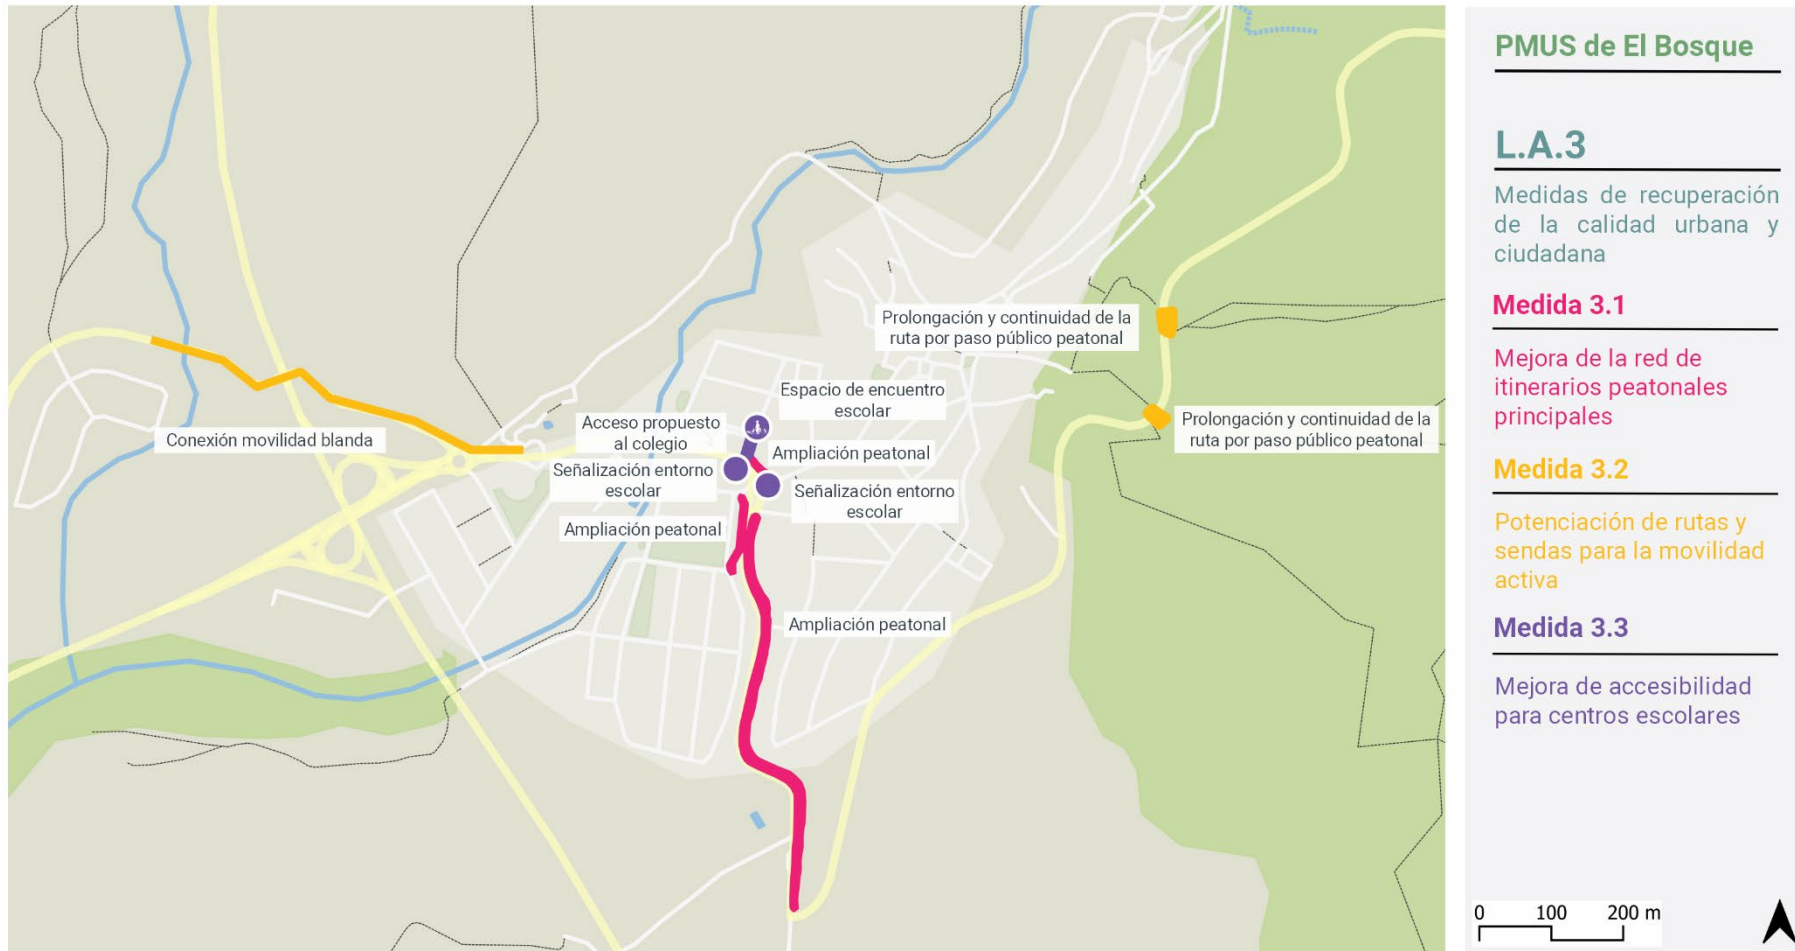 PMUS de El Bosque
L.A.3
Medidas de recuperación
de la calidad urbana y
ciudadana
Medida 3.1
Mejora de la red de
itinerarios peatonales
principales
Medida 3.2
Potenciación de rutas y
sendas para la movilidad
activa
Medida 3.3
Mejora de accesibilidad
para centros escolares
0 100 200 m
Prolongación y continuidad de la
ruta por paso público peatonal
Espacio de encuentro
escolar
Acceso propuesto
al colegio
Prolongación y continuidad de la
ruta por paso público peatonal
Conexión movilidad blanda
Ampliación peatonal
Señalización entorno
escolar
Señalización entorno
escolar
Ampliación peatonal
Ampliación peatonal